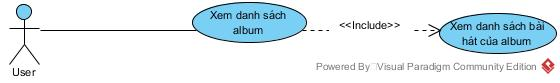 Xem danh sách
album
<<Include>>
Xem danh sách bài
hát của album
User
Powered By Visual Paradigm Community Edition